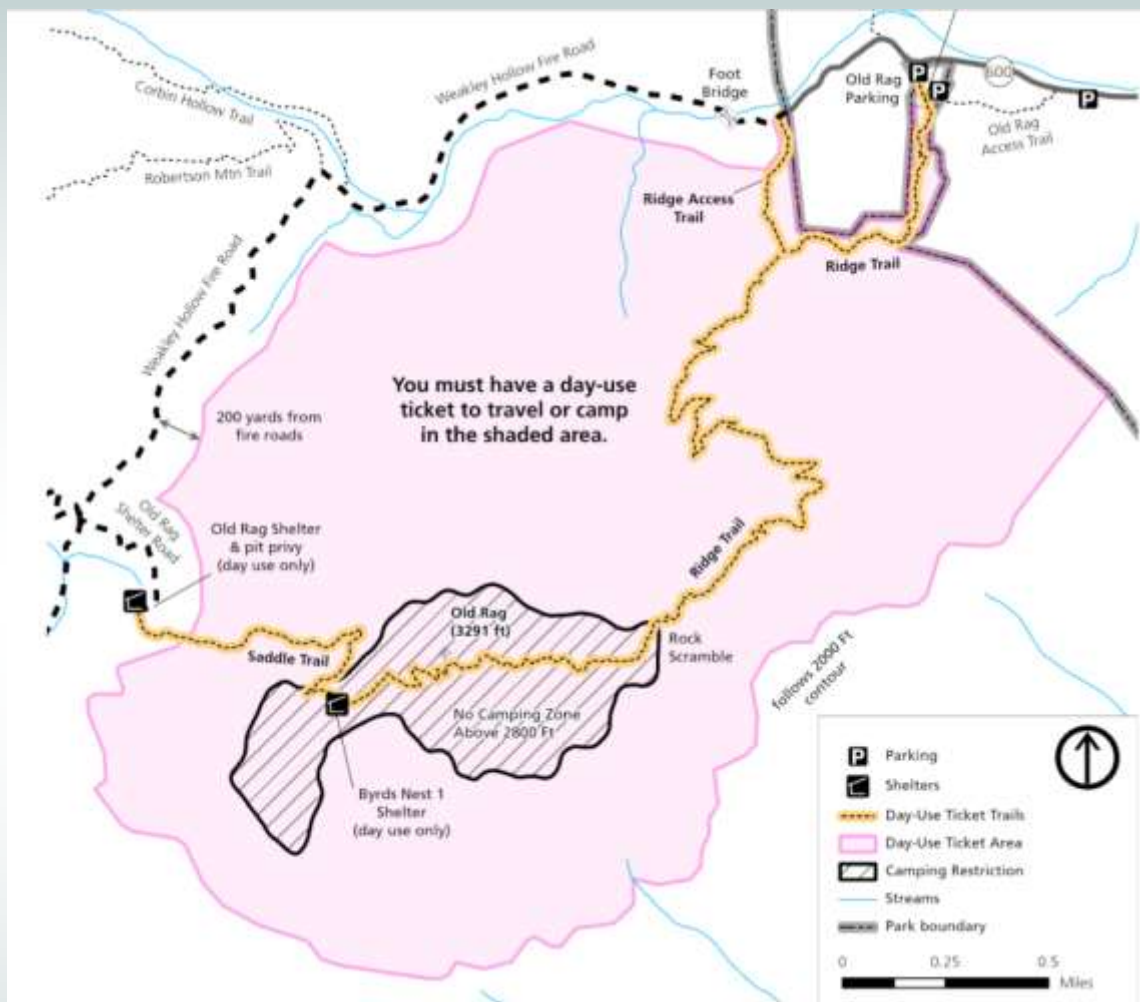 Corbin Hollow Trail
Robertson Mtn Trail
Weakley Hollow Fire Road
Foot
Bridge
Old Rag
Parking
P
P
600
P
Old Rag
Access Trail
Ridge Access
Trail
Ridge Trail
Weakley Hollow Fire Road
You must have a day-use
ticket to travel or camp
in the shaded area.
200 yards from
fire roads
Old Rag
Shelter Road
Old Rag Shelter
& pit privy
(day use only)
Ridge Trail
Old Rag
(3291 ft)
Rock
Scramble
Saddle Trail
No Camping Zone
Above 2800 Ft
follows 2000 Ft
contour
Byrds Nest 1
Shelter
(day use only)
P Parking
Shelters
Day-Use Ticket Trails
Day-Use Ticket Area
Camping Restriction
Streams
Park boundary
0 0.25 0.5
Miles